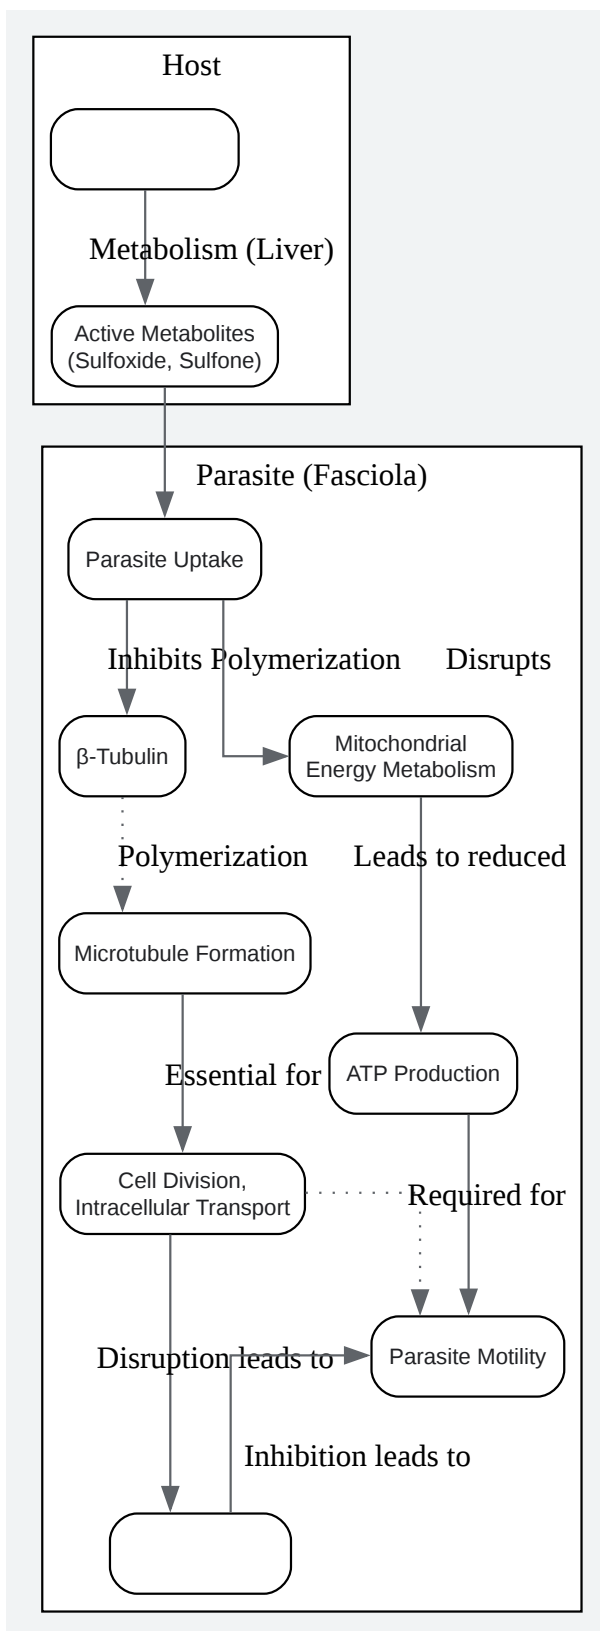 Host
Metabolism (Liver)
Active Metabolites
(Sulfoxide, Sulfone)
Parasite (Fasciola)
Parasite Uptake
Inhibits Polymerization
Disrupts
β-Tubulin
Mitochondrial
Energy Metabolism
Polymerization
Leads to reduced
Microtubule Formation
Essential for
ATP Production
Cell Division,
Intracellular Transport
Required for
Disruption leads to
Parasite Motility
Inhibition leads to